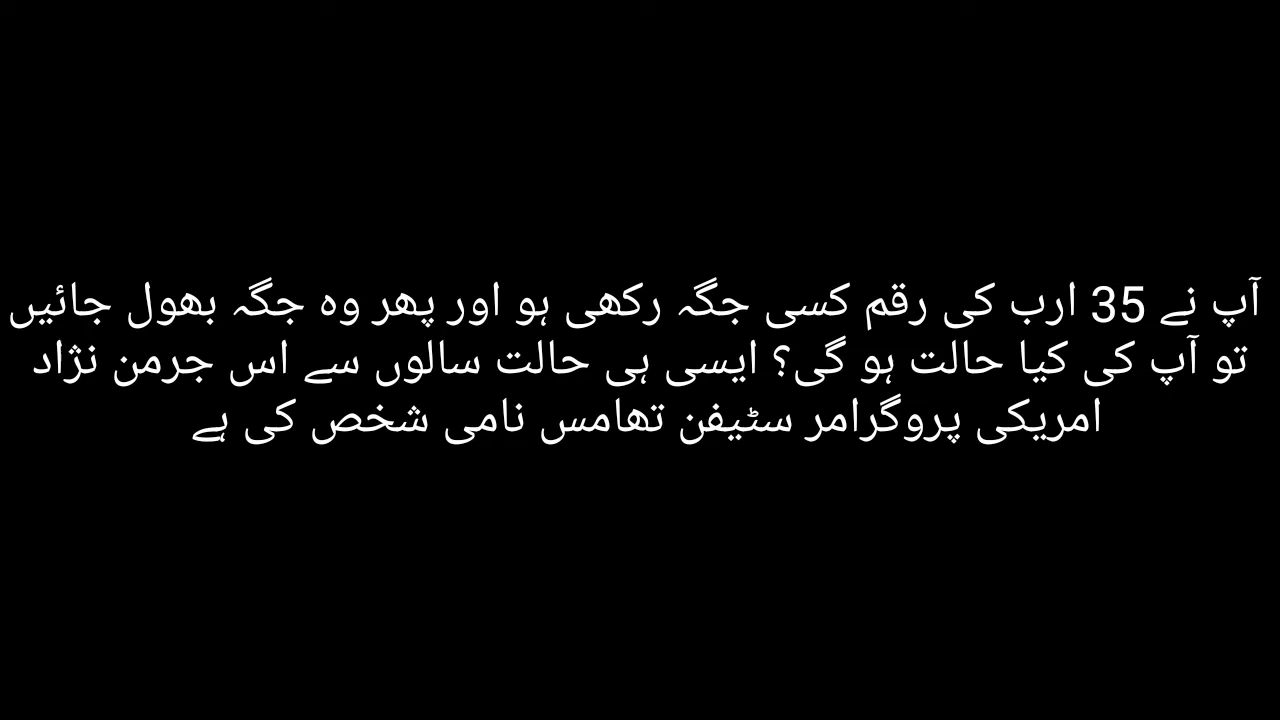 آپ نے 35 ارب کی رقم کسی جگہ رکھی ہو اور پھر وہ جگہ بھول جائیں
تو آپ کی کیا حالت ہو گی؟ ایسی ہی حالت سالوں سے اس جرمن نژاد
امریکی پروگرامر سٹیفن تھامس نامی شخص کی ہے